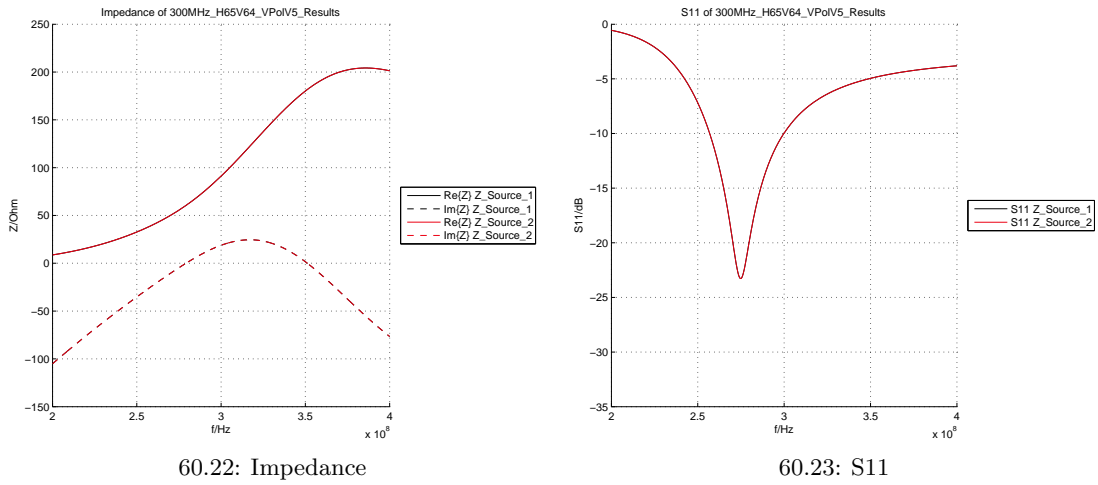 Impedance of 300MHz_H65V64_VPolV5_Results
250
200
150
100
50
0
−50
−100
−150
Z/Ohm
2
2.5
3
3.5
4
x 10^8
f/Hz
Re{Z} Z_Source_1
Im{Z} Z_Source_1
Re{Z} Z_Source_2
Im{Z} Z_Source_2
60.22: Impedance
S11 of 300MHz_H65V64_VPolV5_Results
0
−5
−10
−15
−20
−25
−30
−35
S11/dB
2
2.5
3
3.5
4
x 10^8
f/Hz
S11 Z_Source_1
S11 Z_Source_2
60.23: S11